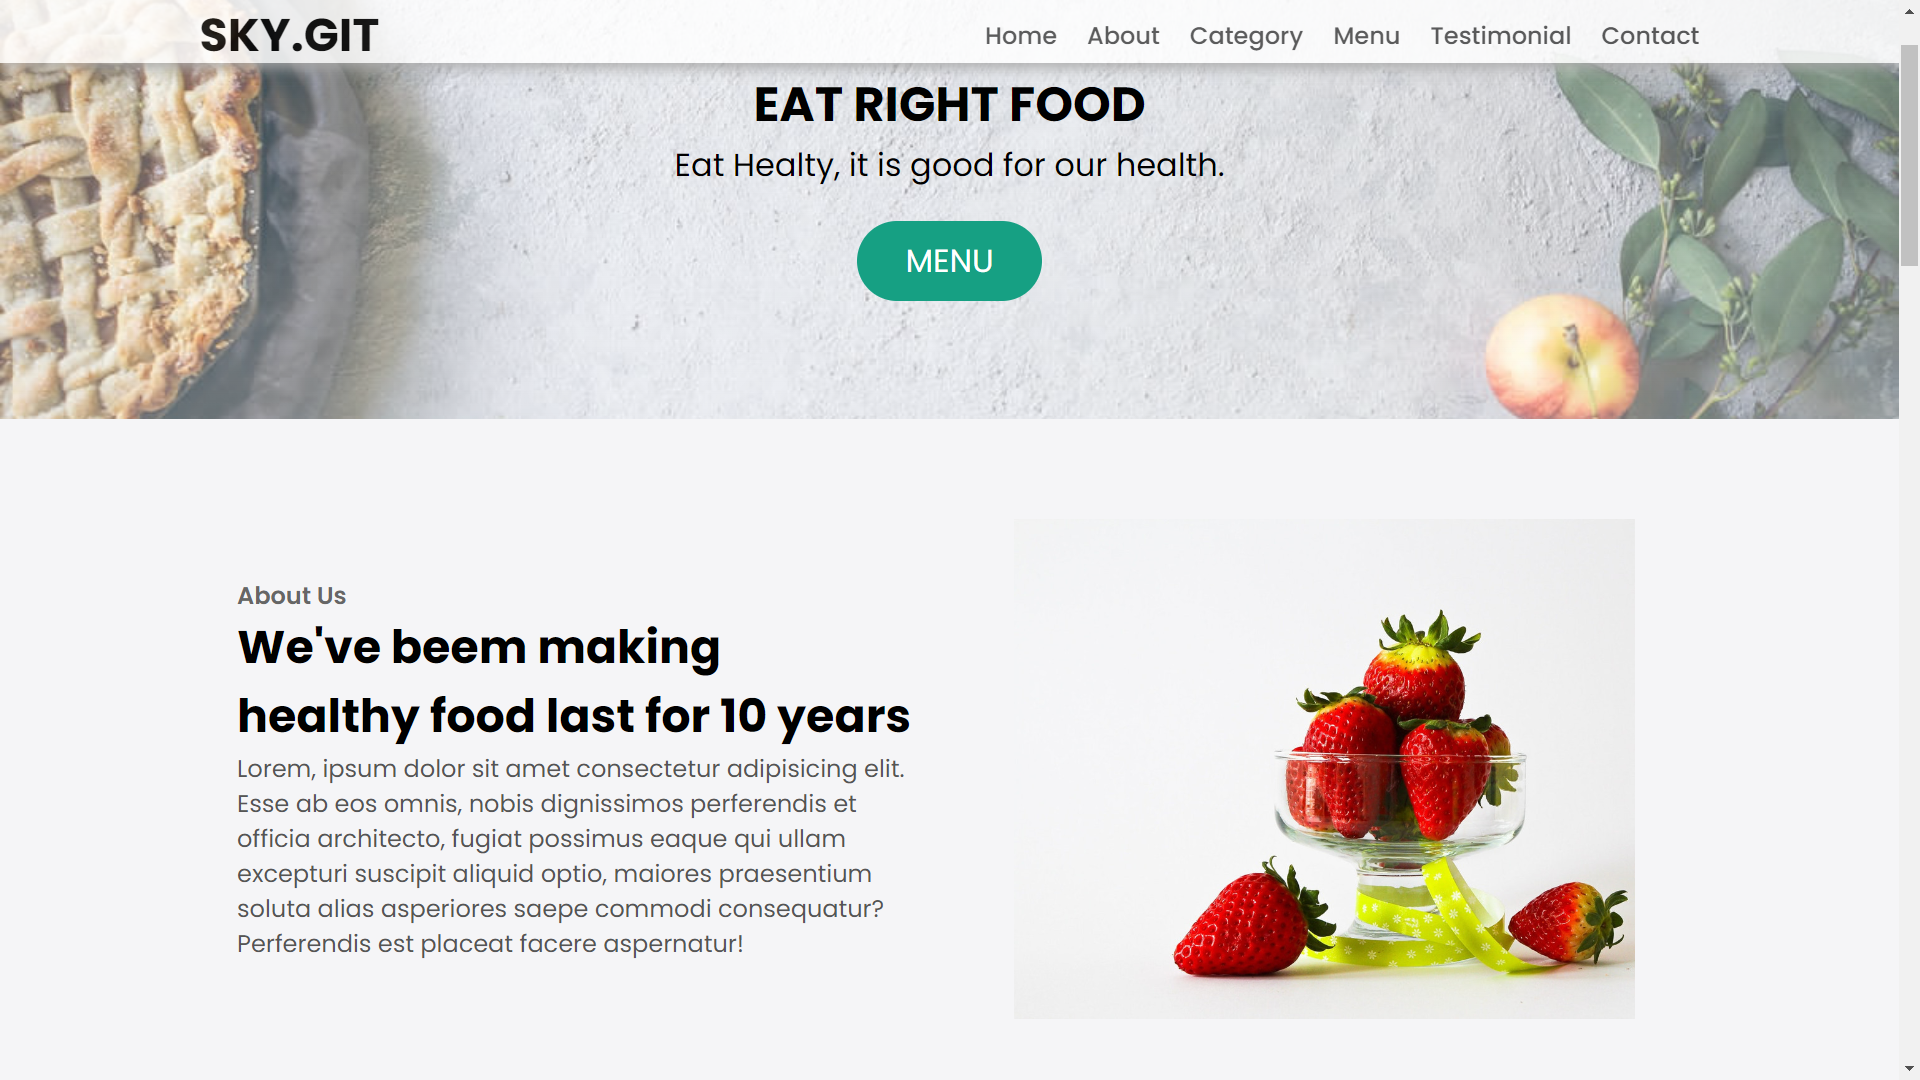 SKY.GIT
Home About Category Menu Testimonial Contact
EAT RIGHT FOOD
Eat Healty, it is good for our health.
MENU
About Us
We've beem making
healthy food last for 10 years
Lorem, ipsum dolor sit amet consectetur adipisicing elit.
Esse ab eos omnis, nobis dignissimos perferendis et
officia architecto, fugiat possimus eaque qui ullam
excepturi suscipit aliquid optio, maiores praesentium
soluta alias asperiores saepe commodi consequatur?
Perferendis est placeat facere aspernatur!